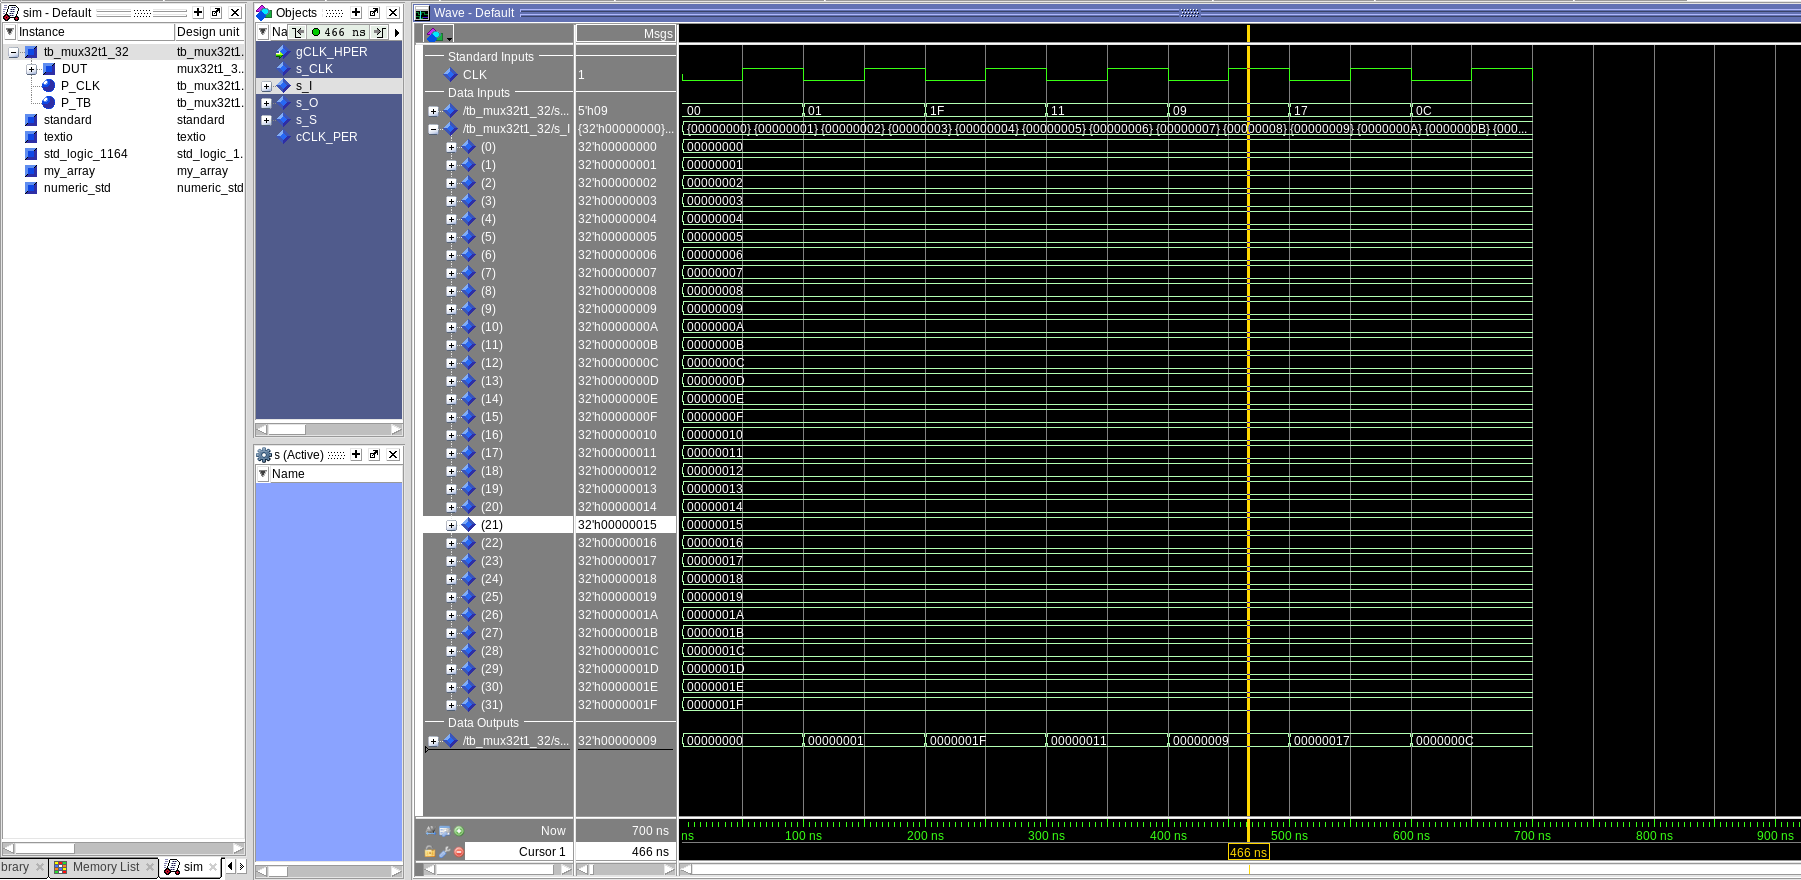 sim - Default
Instance Design unit
tb_mux32t1_32 tb_mux32t1.
DUT mux32t1_3..
P_CLK tb_mux32t1.
P_TB tb_mux32t1.
standard standard
textio textio
std_logic_1164 std_logic_1.
my_array my_array
numeric_std numeric_std
brary Memory List sim
Objects
Na 466 ns
gCLK_HPER
s_CLK
s_I
s_O
s_S
cCLK_PER
s (Active)
Name
Wave - Default
Msgs
Standard Inputs
CLK 1
Data Inputs
/tb_mux32t1_32/s... 5'h09 00 01 1F 11 09 17 0C
/tb_mux32t1_32/s_I {32'h00000000}... {00000000} {00000001} {00000002} {00000003} {00000004} {00000005} {00000006} {00000007} {00000008} {00000009} {0000000A} {0000000B} {000...
(0) 32'h00000000 00000000
(1) 32'h00000001 00000001
(2) 32'h00000002 00000002
(3) 32'h00000003 00000003
(4) 32'h00000004 00000004
(5) 32'h00000005 00000005
(6) 32'h00000006 00000006
(7) 32'h00000007 00000007
(8) 32'h00000008 00000008
(9) 32'h00000009 00000009
(10) 32'h0000000A 0000000A
(11) 32'h0000000B 0000000B
(12) 32'h0000000C 0000000C
(13) 32'h0000000D 0000000D
(14) 32'h0000000E 0000000E
(15) 32'h0000000F 0000000F
(16) 32'h00000010 00000010
(17) 32'h00000011 00000011
(18) 32'h00000012 00000012
(19) 32'h00000013 00000013
(20) 32'h00000014 00000014
(21) 32'h00000015 00000015
(22) 32'h00000016 00000016
(23) 32'h00000017 00000017
(24) 32'h00000018 00000018
(25) 32'h00000019 00000019
(26) 32'h0000001A 0000001A
(27) 32'h0000001B 0000001B
(28) 32'h0000001C 0000001C
(29) 32'h0000001D 0000001D
(30) 32'h0000001E 0000001E
(31) 32'h0000001F 0000001F
Data Outputs
/tb_mux32t1_32/s... 32'h00000009 00000000 00000001 0000001F 00000011 00000009 00000017 0000000C
Now 700 ns ns 100 ns 200 ns 300 ns 400 ns 500 ns 600 ns 700 ns 800 ns 900 ns
Cursor 1 466 ns 466 ns